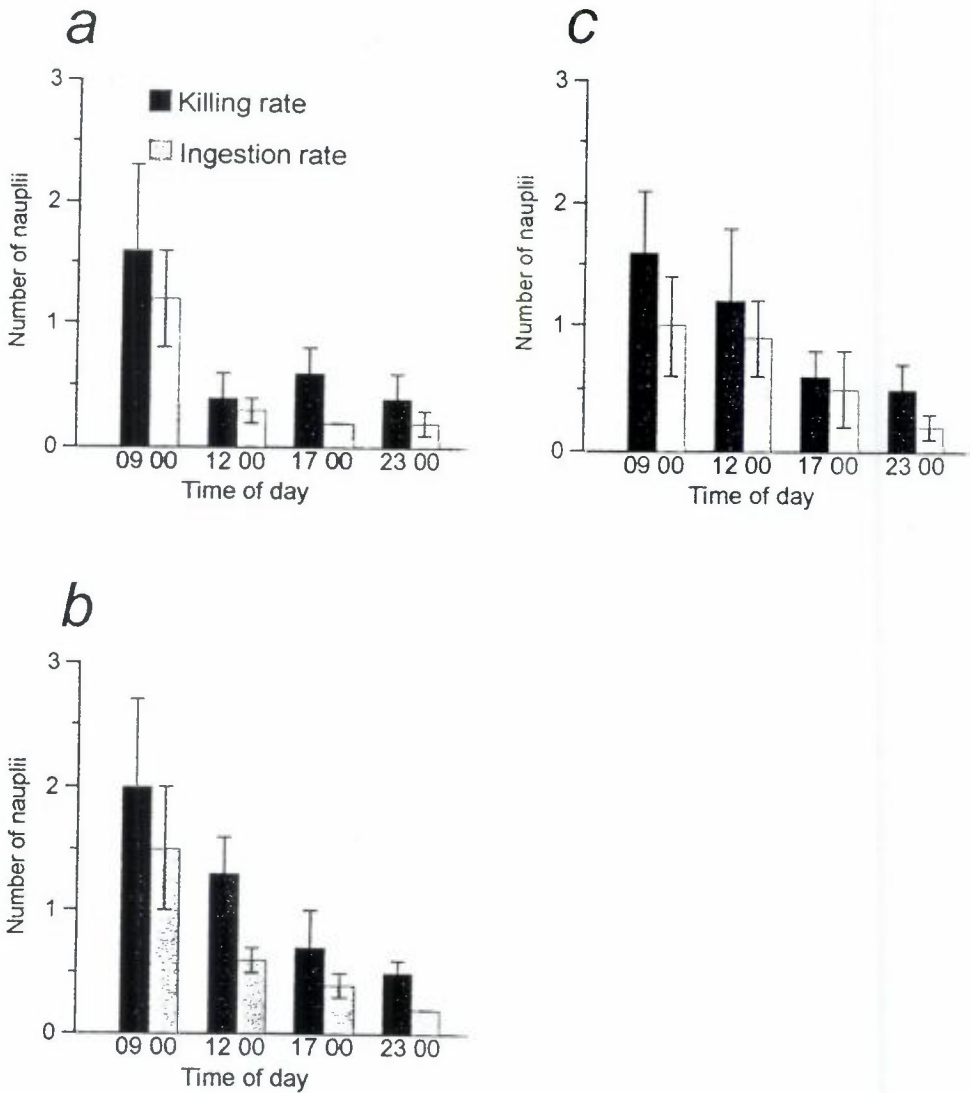 a
3
2
1
0
Number of nauplii
Killing rate
Ingestion rate
09 00 12 00 17 00 23 00
Time of day
c
3
2
1
0
Number of nauplii
09 00 12 00 17 00 23 00
Time of day
b
3
2
1
0
Number of nauplii
09 00 12 00 17 00 23 00
Time of day